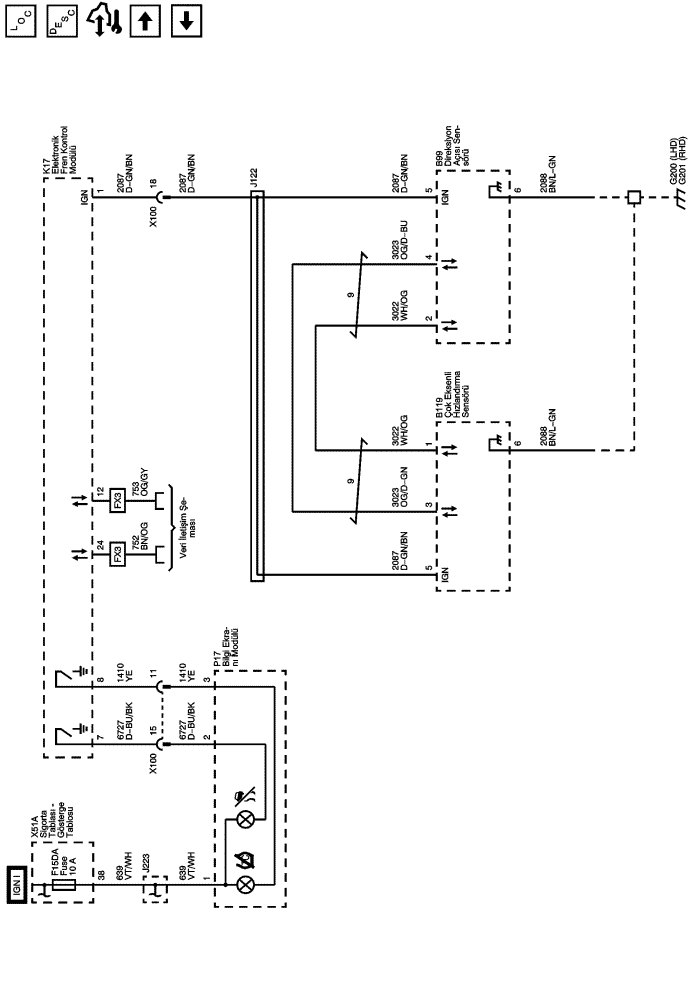 LOC
DESC
K17
Elektronik
Fren Kontrol
Modülü
IGN
1
2087
D-GN/BN
18
X100
2087
D-GN/BN
J122
2087
D-GN/BN
5
IGN
B99
Direksiyon
Açısı Sen-
sörü
6
2088
BN/L-GN
G200 (LHD)
G201 (RHD)
3023
OG/D-BU
4
9
3022
WH/OG
2
B119
Çok Eksenli
Hızlandırma
Sensörü
3022
WH/OG
1
6
2088
BN/L-GN
9
3023
OG/D-GN
3
2087
D-GN/BN
5
IGN
12
FX3
753
OG/GY
24
FX3
752
BN/OG
Veri İletişim Şe-
ması
8
1410
YE
11
1410
YE
3
P17
Bilgi Ekra-
nı Modülü
7
6727
D-BU/BK
15
X100
6727
D-BU/BK
2
X51A
Sigorta
Tablası -
Gösterge
Tablosu
IGN I
F15DA
Fuse
10 A
38
639
VT/WH
J223
639
VT/WH
1